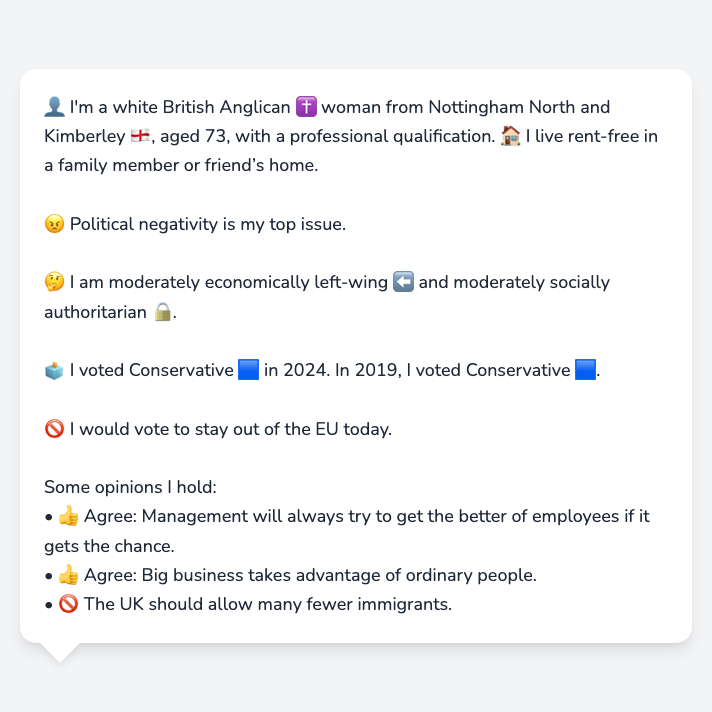 👤 I'm a white British Anglican ✝️ woman from Nottingham North and
Kimberley 🏴󠁧󠁢󠁥󠁮󠁧󠁿, aged 73, with a professional qualification. 🏠 I live rent-free in
a family member or friend’s home.
😠 Political negativity is my top issue.
🤔 I am moderately economically left-wing ⬅️ and moderately socially
authoritarian 🔒.
🗳️ I voted Conservative 🟦 in 2024. In 2019, I voted Conservative 🟦.
🚫 I would vote to stay out of the EU today.
Some opinions I hold:
• 👍 Agree: Management will always try to get the better of employees if it
gets the chance.
• 👍 Agree: Big business takes advantage of ordinary people.
• 🚫 The UK should allow many fewer immigrants.